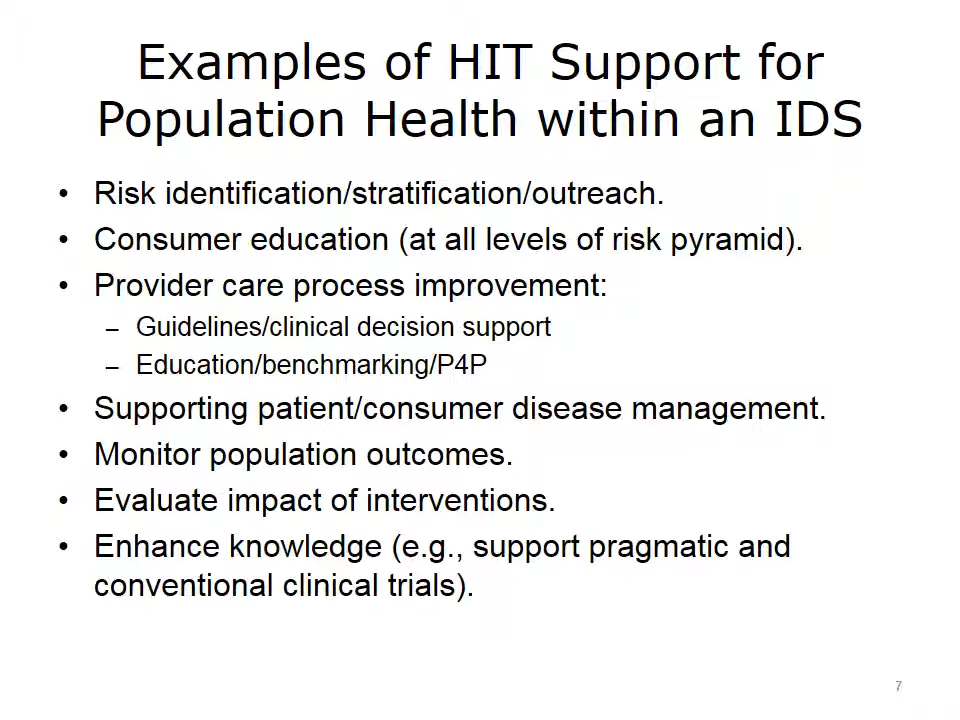 Examples of HIT Support for
Population Health within an IDS
• Risk identification/stratification/outreach.
• Consumer education (at all levels of risk pyramid).
• Provider care process improvement:
– Guidelines/clinical decision support
– Education/benchmarking/P4P
• Supporting patient/consumer disease management.
• Monitor population outcomes.
• Evaluate impact of interventions.
• Enhance knowledge (e.g., support pragmatic and
conventional clinical trials).
7